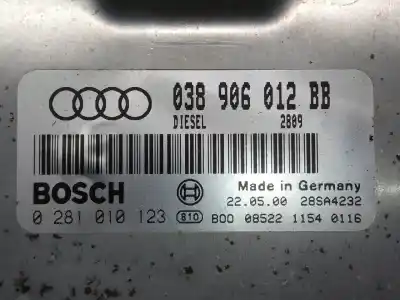 038 906 012 BB
DIESEL 2809
BOSCH Made in Germany
22.05.00 28SA4232
0 281 010 123 810 BOO 08522 1154 0116